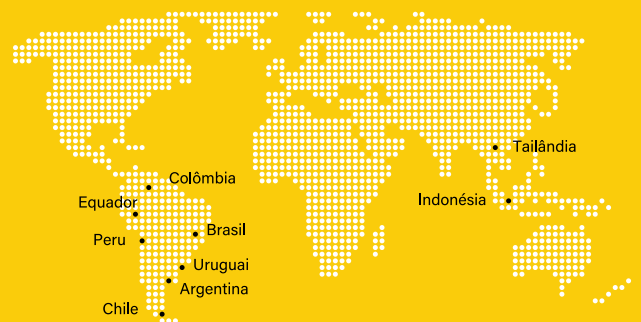 Tailândia
Colômbia
Equador
Indonésia
Brasil
Peru
Uruguai
Argentina
Chile